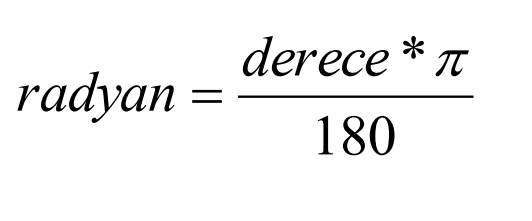 radyan = derece * π
180